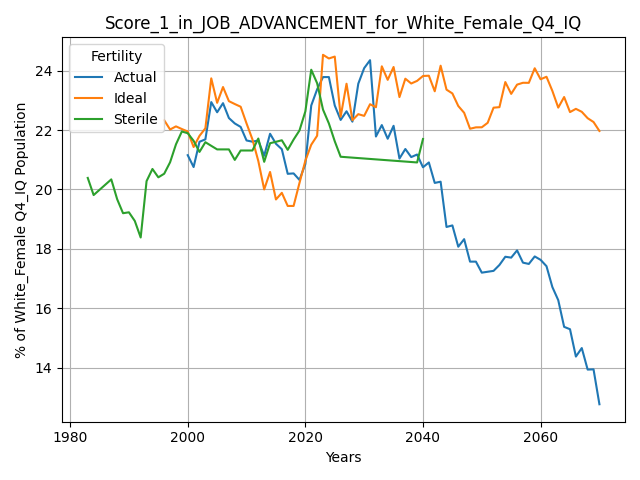 Score_1_in_JOB_ADVANCEMENT_for_White_Female_Q4_IQ
Fertility
Actual
Ideal
Sterile
% of White_Female Q4_IQ Population
24
22
20
18
16
14
1980
2000
2020
2040
2060
Years